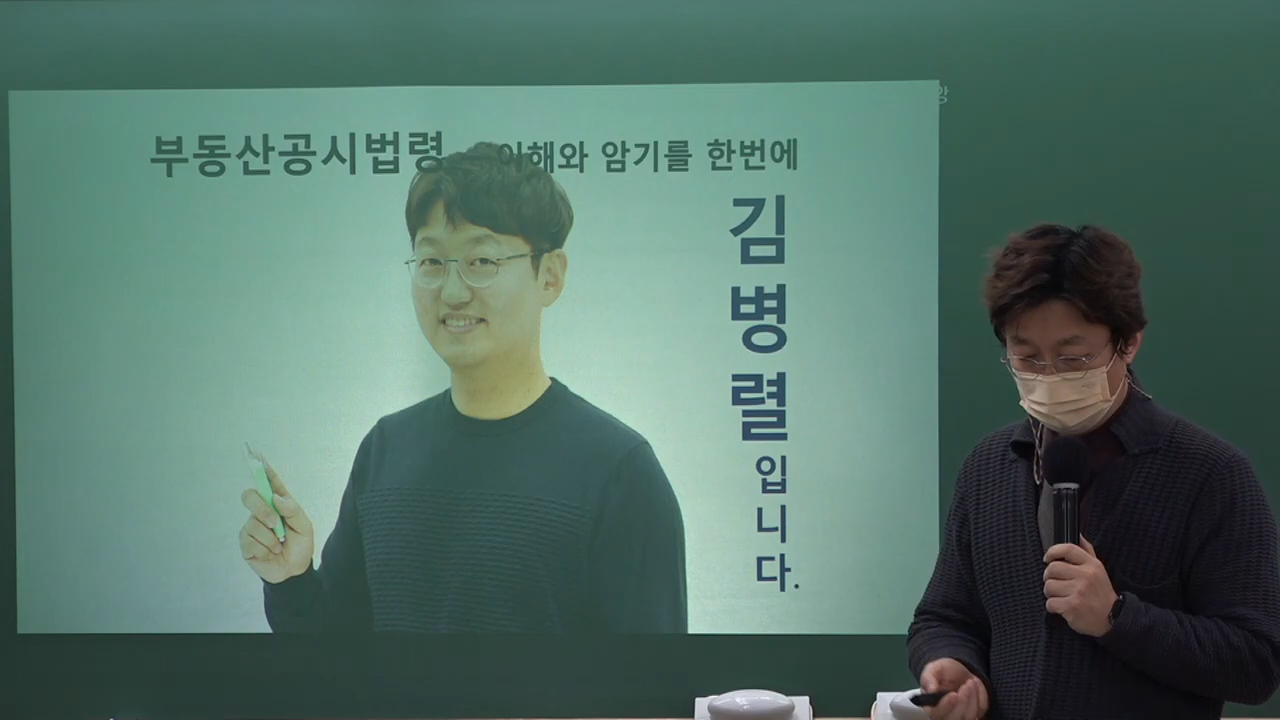 부동산공시법령 - 이해와 암기를 한번에
김병렬입니다.
앙